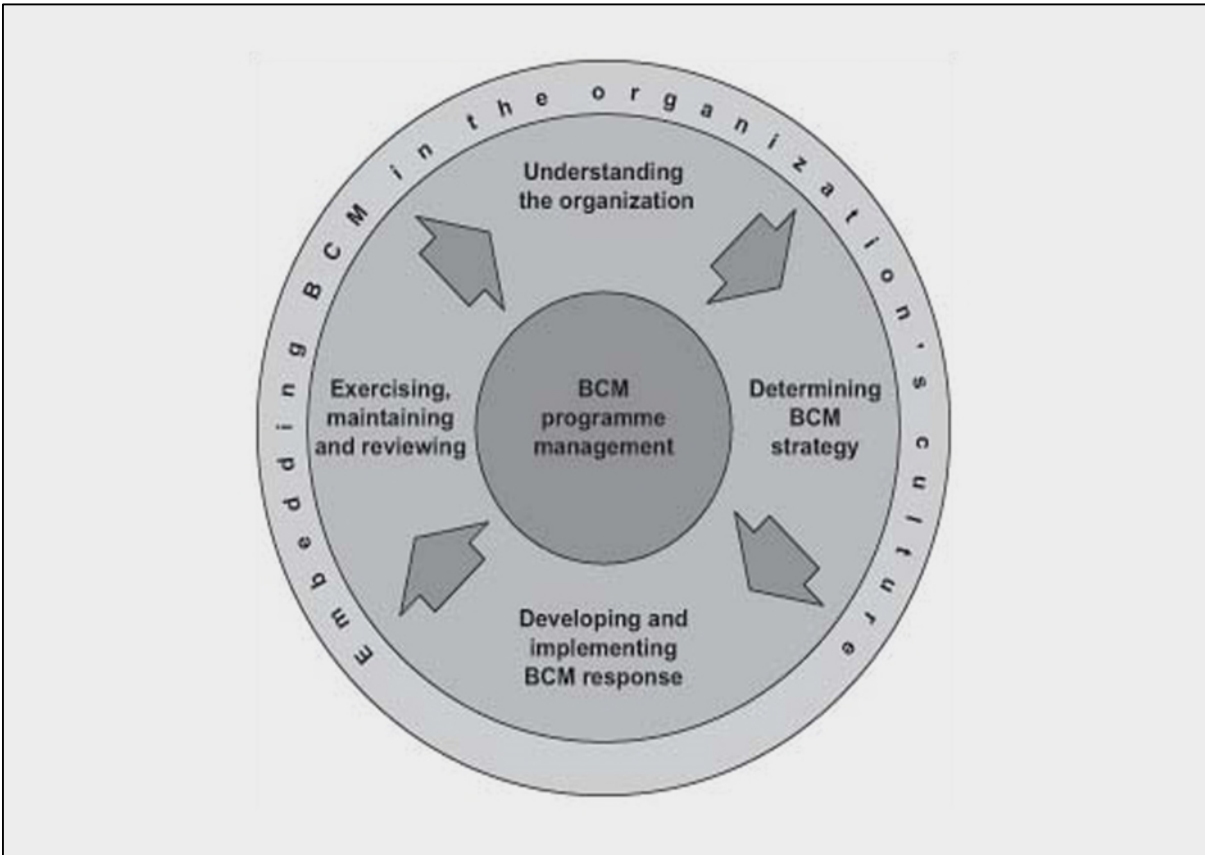 Embedding BCM in the organization's culture
Understanding
the organization
Exercising,
maintaining
and reviewing
BCM
programme
management
Determining
BCM
strategy
Developing and
implementing
BCM response